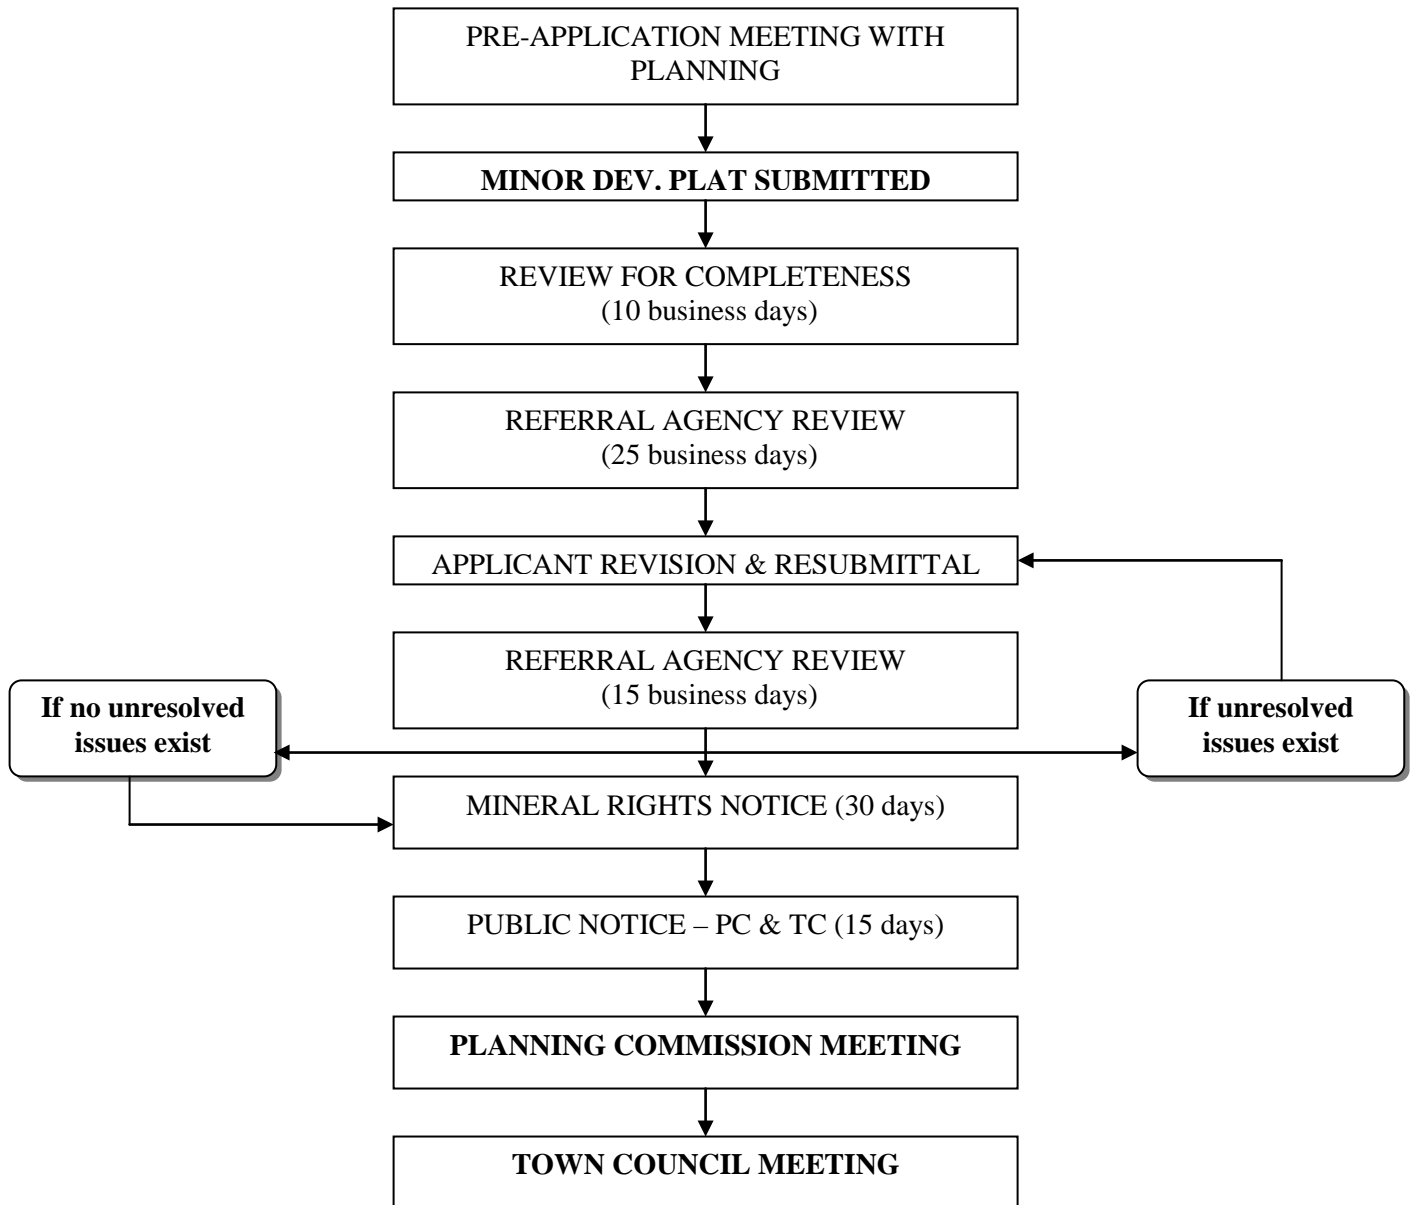 PRE-APPLICATION MEETING WITH
PLANNING
MINOR DEV. PLAT SUBMITTED
REVIEW FOR COMPLETENESS
(10 business days)
REFERRAL AGENCY REVIEW
(25 business days)
APPLICANT REVISION & RESUBMITTAL
REFERRAL AGENCY REVIEW
(15 business days)
If no unresolved
issues exist
If unresolved
issues exist
MINERAL RIGHTS NOTICE (30 days)
PUBLIC NOTICE – PC & TC (15 days)
PLANNING COMMISSION MEETING
TOWN COUNCIL MEETING